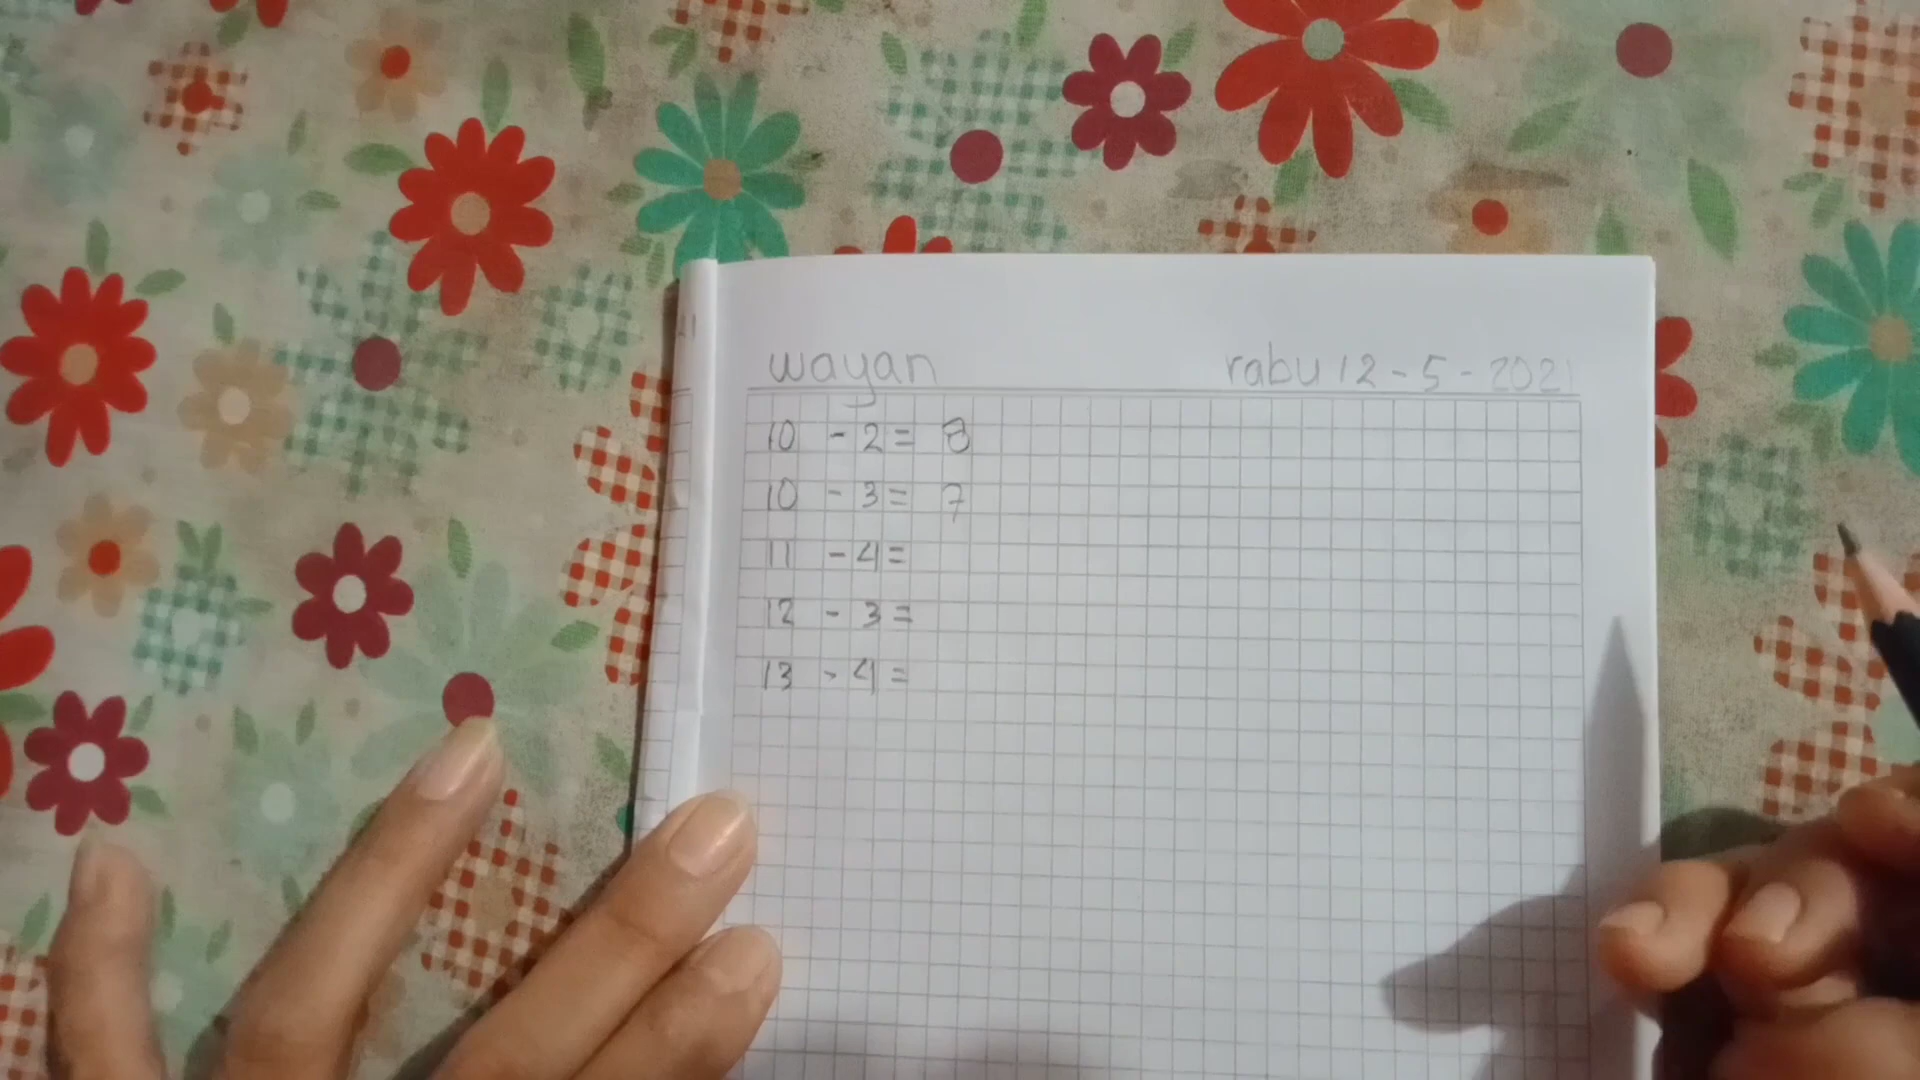 wayan rabu 12-5-2021
10 - 2 = 8
10 - 3 = 7
11 - 4 =
12 - 3 =
13 - 4 =